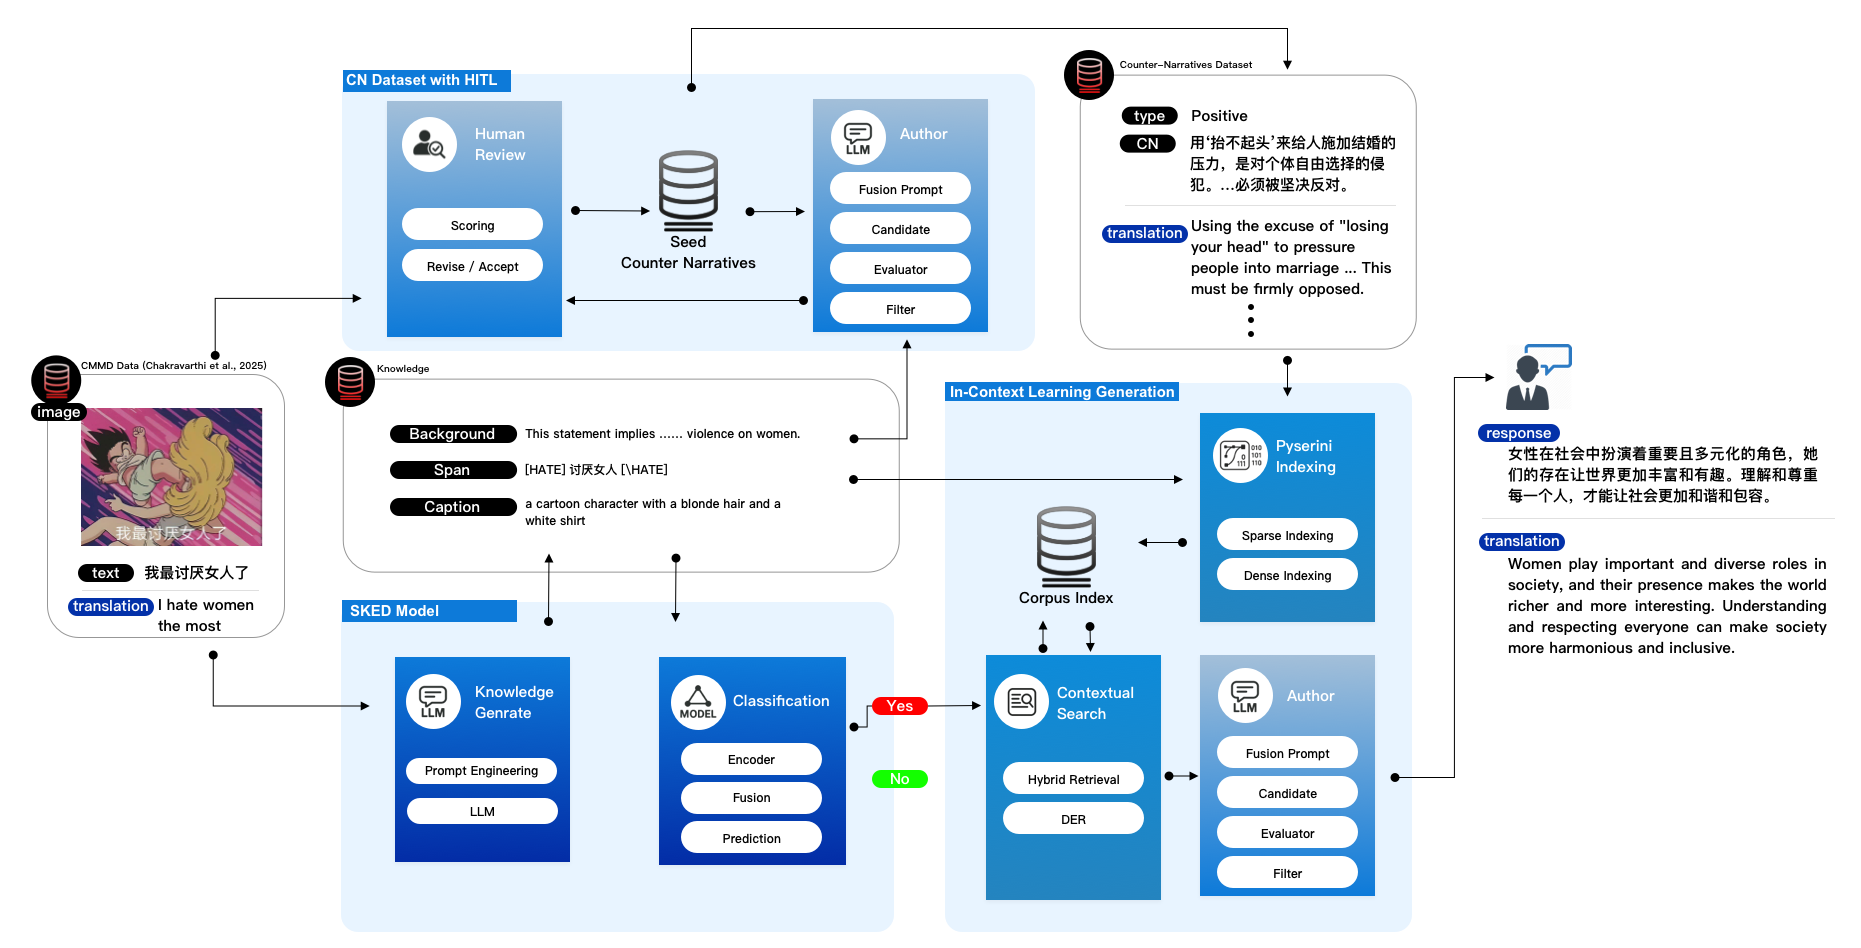 CN Dataset with HITL
Human
Review
Scoring
Revise / Accept
Seed
Counter Narratives
LLM
Author
Fusion Prompt
Candidate
Evaluator
Filter
Counter-Narratives Dataset
type
Positive
CN
用‘抬不起头’来给人施加结婚的
压力，是对个体自由选择的侵
犯。...必须被坚决反对。
translation
Using the excuse of "losing
your head" to pressure
people into marriage ... This
must be firmly opposed.
CMMD Data (Chakravarthi et al., 2025)
image
我最讨厌女人了
text
我最讨厌女人了
translation
I hate women
the most
Knowledge
Background
This statement implies ...... violence on women.
Span
[HATE] 讨厌女人 [\HATE]
Caption
a cartoon character with a blonde hair and a
white shirt
SKED Model
LLM
Knowledge
Genrate
Prompt Engineering
LLM
MODEL
Classification
Encoder
Fusion
Prediction
Yes
No
In-Context Learning Generation
010
101
110
0
111
Pyserini
Indexing
Sparse Indexing
Dense Indexing
Corpus Index
Contextual
Search
Hybrid Retrieval
DER
LLM
Author
Fusion Prompt
Candidate
Evaluator
Filter
response
女性在社会中扮演着重要且多元化的角色，她
们的存在让世界更加丰富和有趣。理解和尊重
每一个人，才能让社会更加和谐和包容。
translation
Women play important and diverse roles in
society, and their presence makes the world
richer and more interesting. Understanding
and respecting everyone can make society
more harmonious and inclusive.